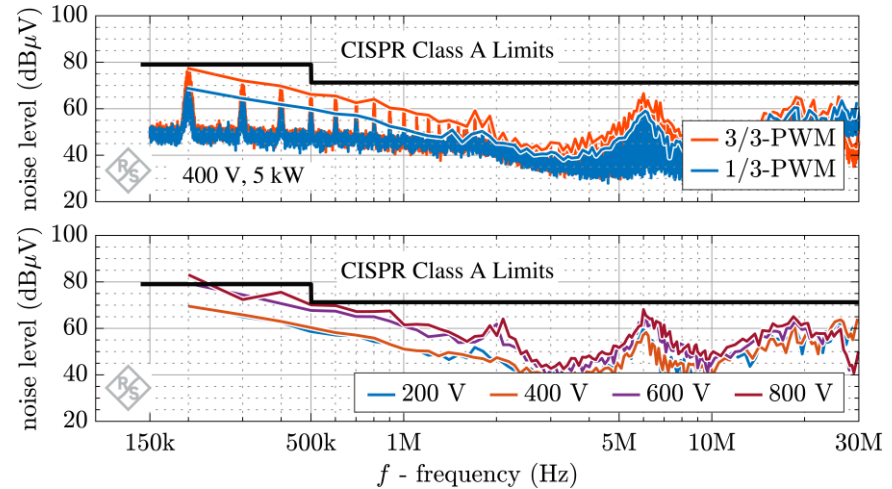 100
80
60
40
20
noise level (dBµV)
CISPR Class A Limits
400 V, 5 kW
3/3-PWM
1/3-PWM
R/S
100
80
60
40
20
noise level (dBµV)
CISPR Class A Limits
200 V 400 V 600 V 800 V
R/S
150k 500k 1M 5M 10M 30M
f - frequency (Hz)